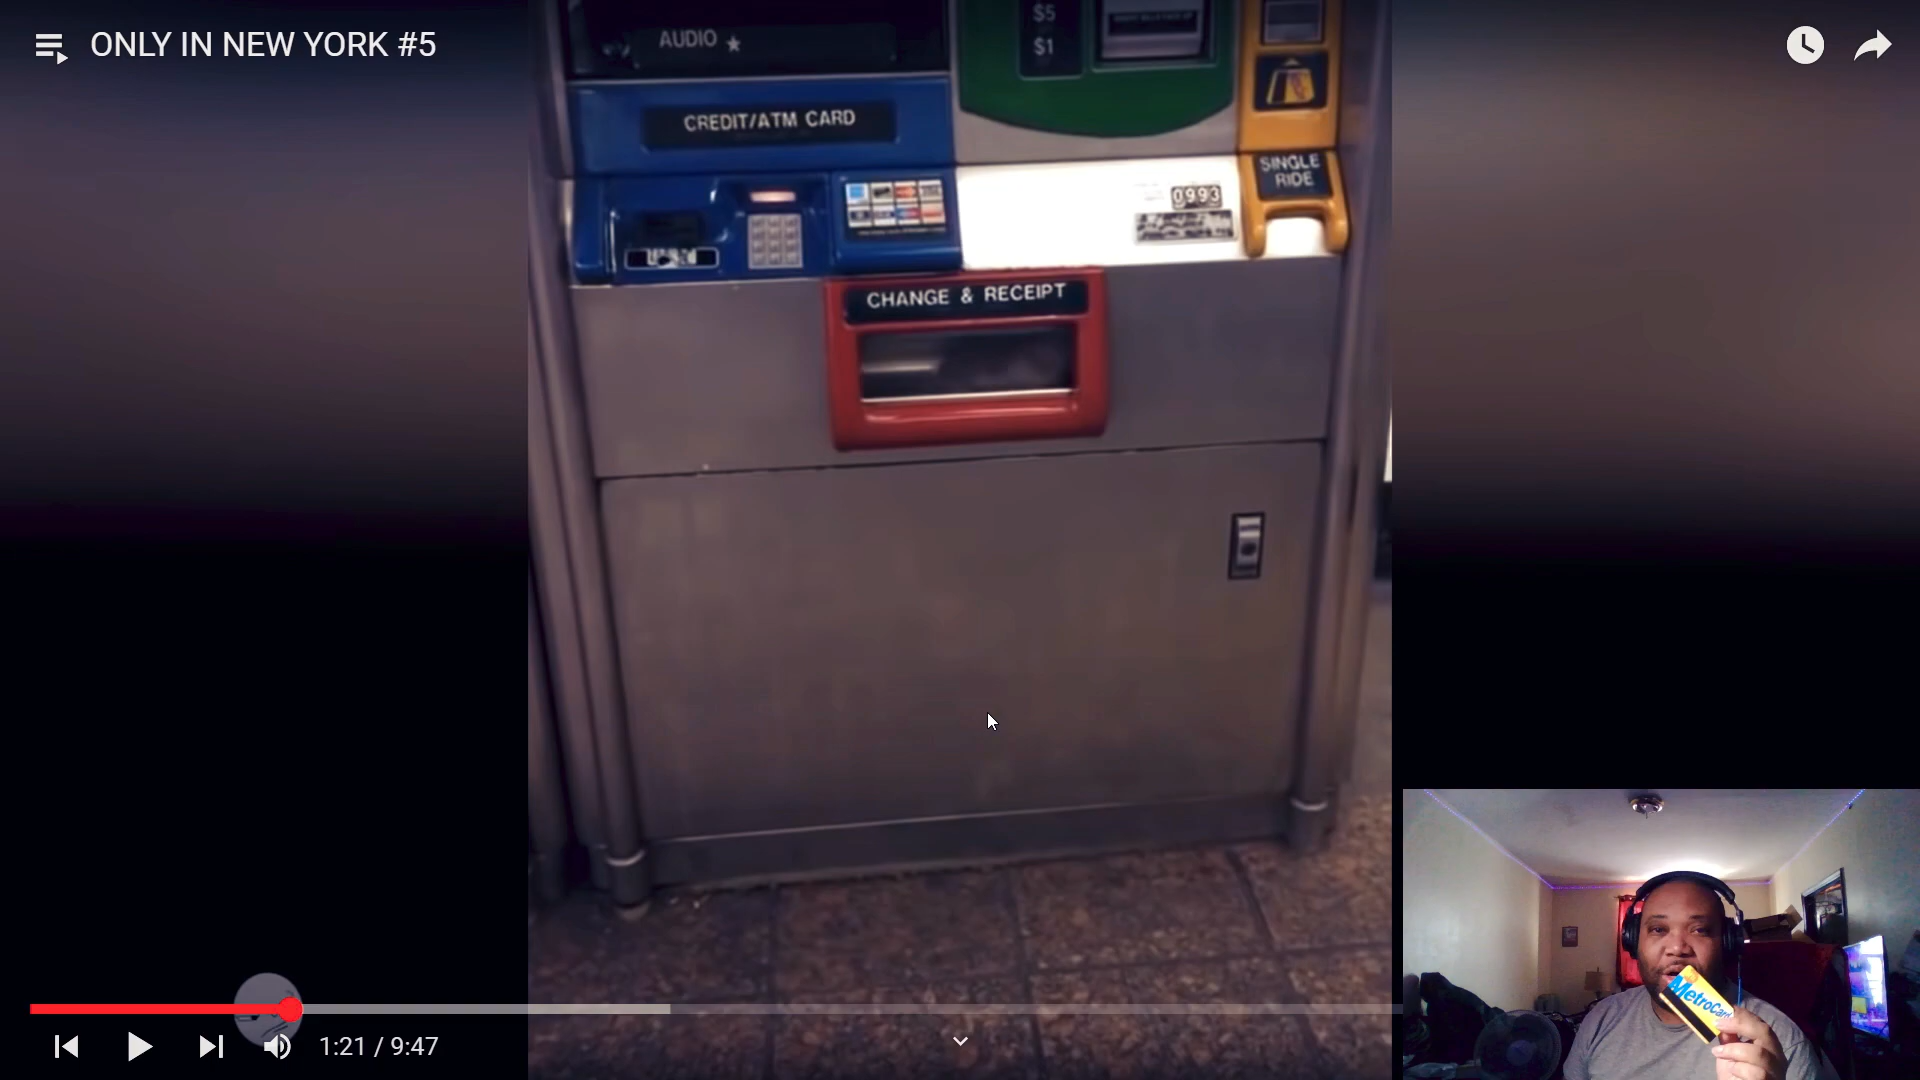 ONLY IN NEW YORK #5
$5
$1
AUDIO
CREDIT/ATM CARD
SINGLE
RIDE
0993
CHANGE & RECEIPT
MetroCard
1:21 / 9:47